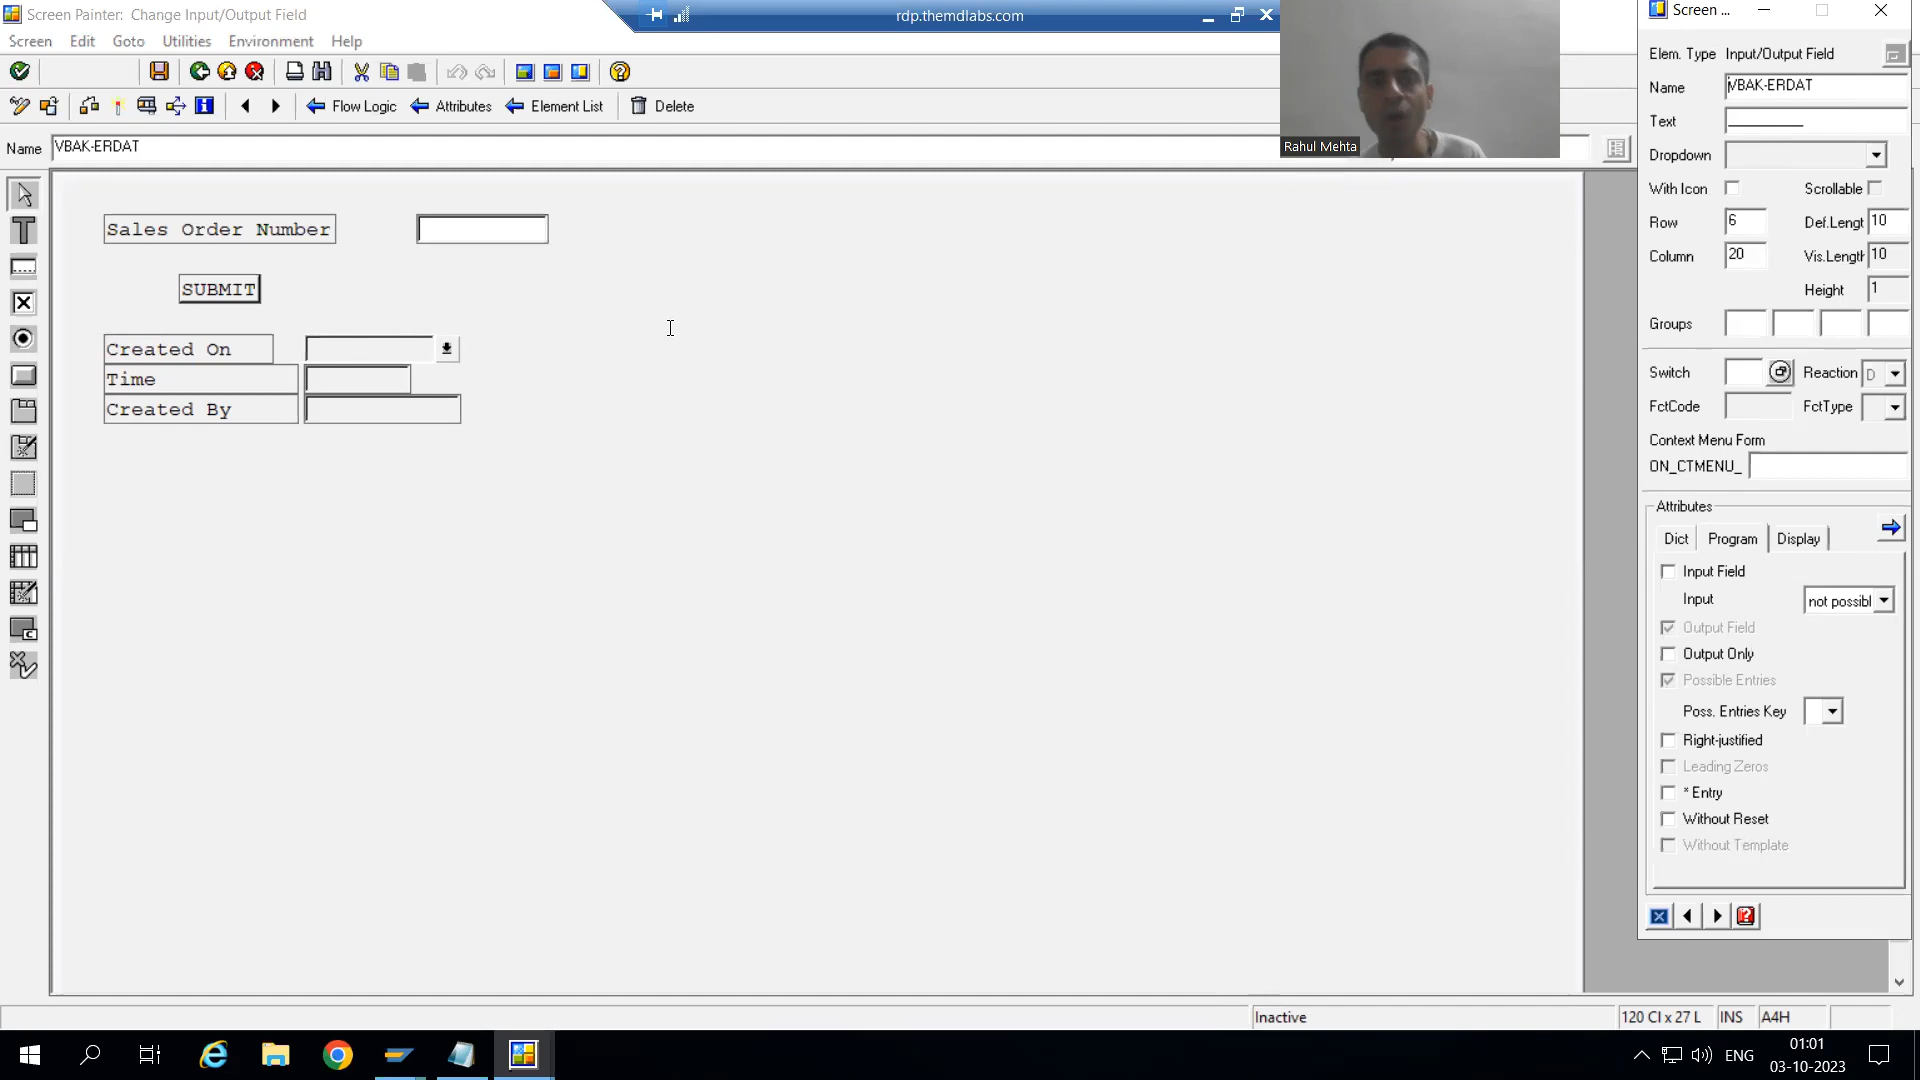 Screen Painter: Change Input/Output Field
rdp.themdlabs.com
Screen ...
Screen Edit Goto Utilities Environment Help
Flow Logic Attributes Element List Delete
Name VBAK-ERDAT
Rahul Mehta
Sales Order Number
SUBMIT
Created On
Time
Created By
Elem. Type Input/Output Field
Name VBAK-ERDAT
Text __________
Dropdown
With Icon Scrollable
Row 6 Def.Lengt 10
Column 20 Vis.Length 10
Height 1
Groups
Switch Reaction D
FctCode FctType
Context Menu Form
ON_CTMENU_
Attributes
Dict Program Display
Input Field
Input not possibl
Output Field
Output Only
Possible Entries
Poss. Entries Key
Right-justified
Leading Zeros
* Entry
Without Reset
Without Template
Inactive 120 Cl x 27 L INS A4H
ENG
01:01
03-10-2023